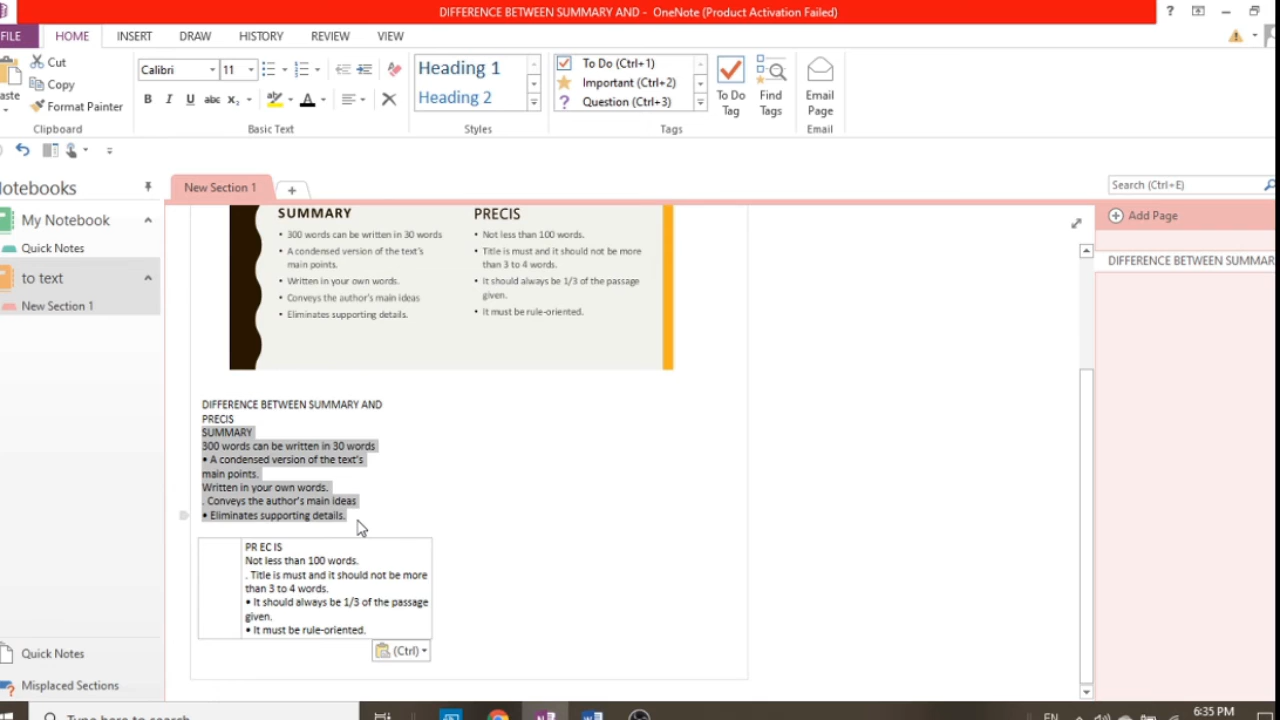 DIFFERENCE BETWEEN SUMMARY AND - OneNote (Product Activation Failed)
?
FILE HOME INSERT DRAW HISTORY REVIEW VIEW
Cut
Copy
Format Painter
Clipboard
Calibri 11
B I U abc x₂ A
Basic Text
Heading 1
Heading 2
Styles
To Do (Ctrl+1)
Important (Ctrl+2)
? Question (Ctrl+3)
To Do
Tag
Find
Tags
Tags
Email
Page
Email
otebooks
My Notebook
Quick Notes
to text
New Section 1
Quick Notes
Misplaced Sections
New Section 1 +
Search (Ctrl+E)
Add Page
DIFFERENCE BETWEEN SUMMAR
SUMMARY
• 300 words can be written in 30 words
• A condensed version of the text's
main points.
• Written in your own words.
• Conveys the author's main ideas
• Eliminates supporting details.
PRECIS
• Not less than 100 words.
• Title is must and it should not be more
than 3 to 4 words.
• It should always be 1/3 of the passage
given.
• It must be rule-oriented.
DIFFERENCE BETWEEN SUMMARY AND
PRECIS
SUMMARY
300 words can be written in 30 words
• A condensed version of the text's
main points.
Written in your own words.
. Conveys the author's main ideas
• Eliminates supporting details.
PR EC IS
Not less than 100 words.
. Title is must and it should not be more
than 3 to 4 words.
• It should always be 1/3 of the passage
given.
• It must be rule-oriented.
(Ctrl)
Type here to search
EN
6:35 PM